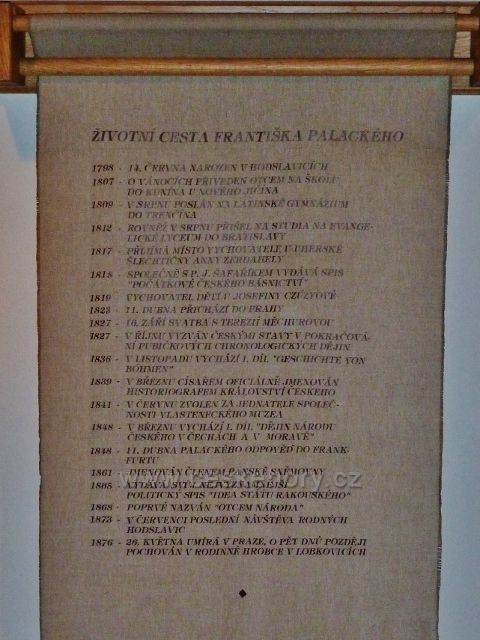 ŽIVOTNÍ CESTA FRANTIŠKA PALACKÉHO
1798 - 14. ČERVNA NAROZEN V HODSLAVICÍCH
1807 - O VÁNOCÍCH PŘIVEDEN OTCEM NA ŠKOLU
DO KUNÍNA U NOVÉHO JIČÍNA
1809 - V SRPNU POSLÁN NA LATINSKÉ GYMNÁZIUM
DO TRENČÍNA
1812 - ROVNĚŽ V SRPNU PŘIŠEL NA STUDIA NA EVANGE-
LICKÉ LYCEUM DO BRATISLAVY
1817 - PŘIJÍMÁ MÍSTO VYCHOVATELE U UHERSKÉ
ŠLECHTIČNY ANNY ZERDAHELY
1818 - SPOLEČNĚ S P. J. ŠAFAŘÍKEM VYDÁVÁ SPIS
"POČÁTKOVÉ ČESKÉHO BÁSNICTVÍ"
1819 - VYCHOVATEL DĚTÍ U JOSEFINY CZÚZYOVÉ
1823 - 11. DUBNA PŘICHÁZÍ DO PRAHY
1827 - 16. ZÁŘÍ SVATBA S TEREZIÍ MĚCHUROVOU
1827 - V ŘÍJNU VYZVÁN ČESKÝMI STAVY V POKRAČOVÁ-
NÍ PUBIČKOVÝCH CHRONOLOGICKÝCH DĚJIN
1836 - V LISTOPADU VYCHÁZÍ 1. DÍL "GESCHICHTE VON
BÖHMEN"
1839 - V BŘEZNU CÍSAŘEM OFICIÁLNĚ JMENOVÁN
HISTORIOGRAFEM KRÁLOVSTVÍ ČESKÉHO
1841 - V ČERVNU ZVOLEN ZA JEDNATELE SPOLEČ-
NOSTI VLASTENECKÉHO MUZEA
1848 - V BŘEZNU VYCHÁZÍ 1. DÍL "DĚJIN NÁRODU
ČESKÉHO V ČECHÁCH A V MORAVĚ"
1848 - 11. DUBNA PALACKÉHO ODPOVĚĎ DO FRANK-
FURTU
1861 - JMENOVÁN ČLENEM PANSKÉ SNĚMOVNY
1865 - VYDÁVÁ SVŮJ NEJVÝZNAMNĚJŠÍ
POLITICKÝ SPIS "IDEA STÁTU RAKOUSKÉHO"
1868 - POPRVÉ NAZVÁN "OTCEM NÁRODA"
1873 - V ČERVENCI POSLEDNÍ NÁVŠTĚVA RODNÝCH
HODSLAVIC
1876 - 26. KVĚTNA UMÍRÁ V PRAZE, O PĚT DNŮ POZDĚJI
POCHOVÁN V RODINNÉ HROBCE V LOBKOVICÍCH